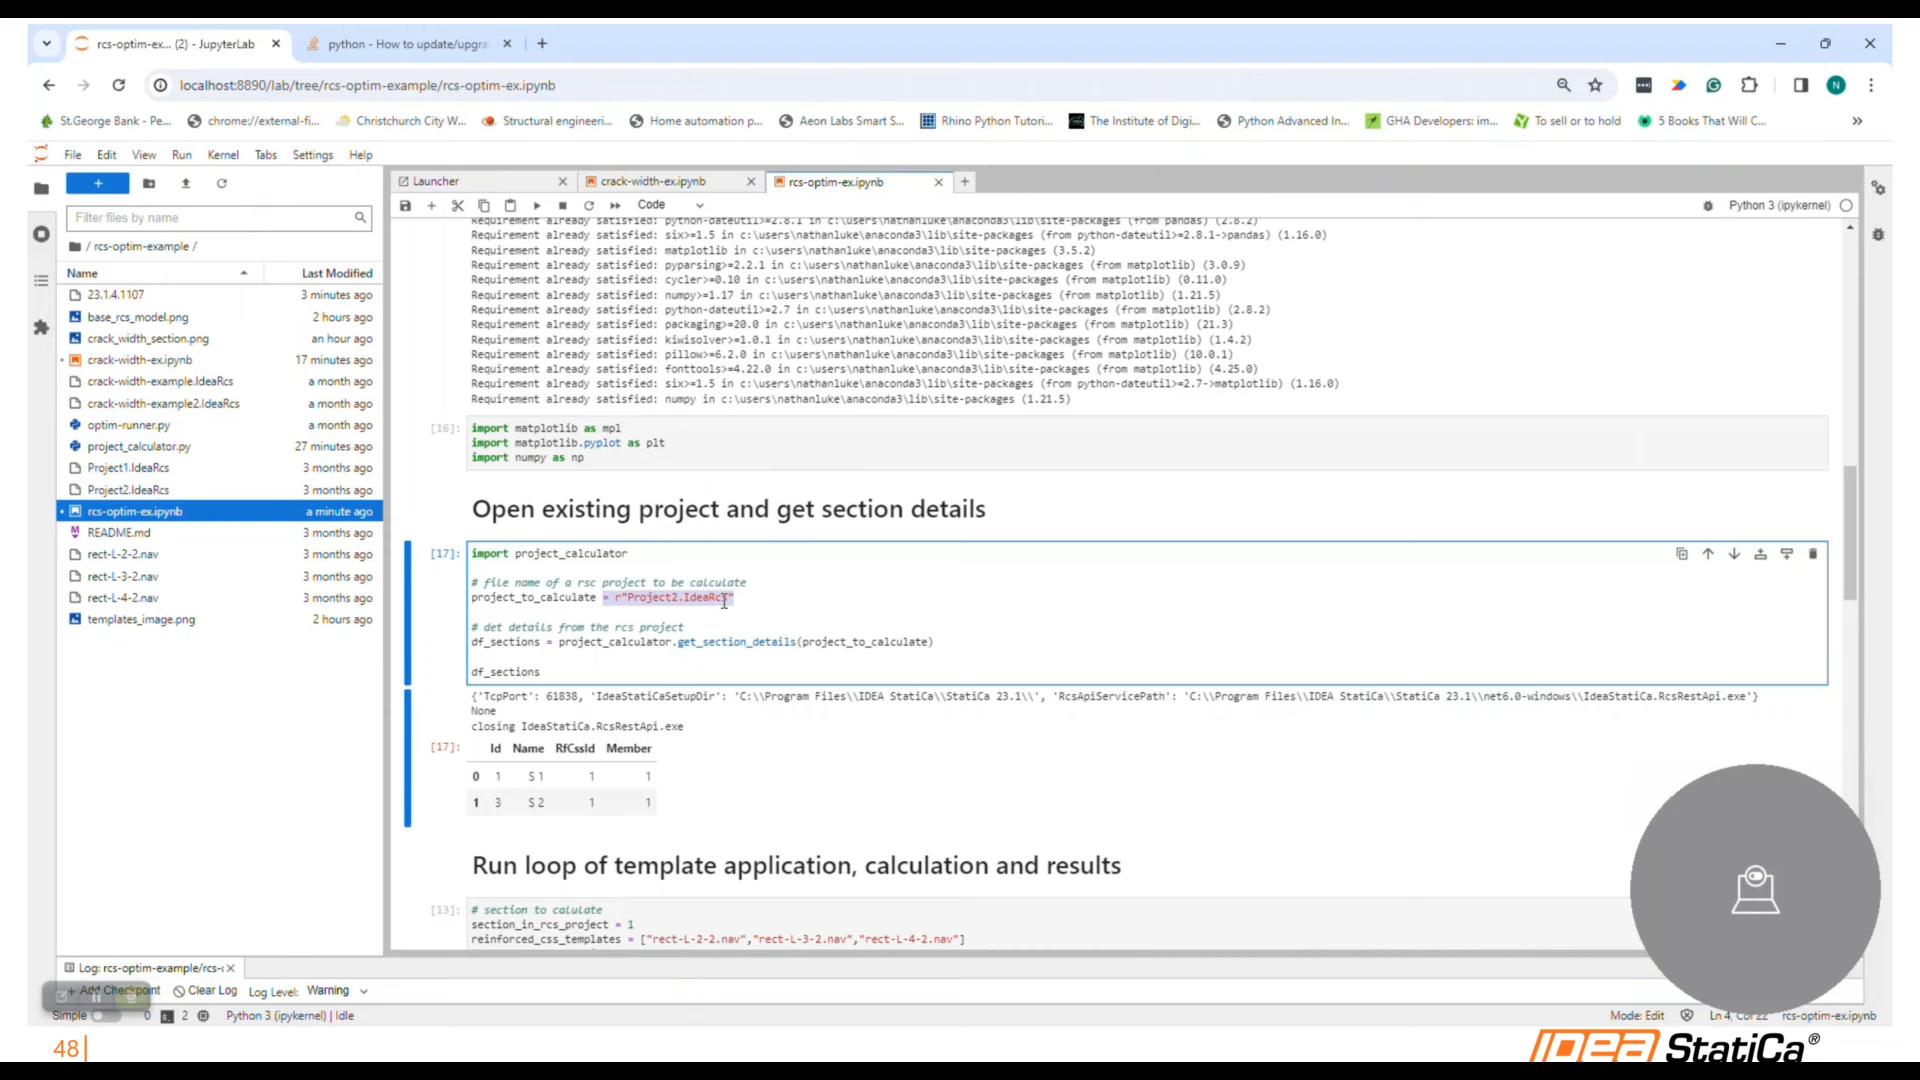 rcs-optim-ex... (2) - JupyterLab
python - How to update/upgra
localhost:8890/lab/tree/rcs-optim-example/rcs-optim-ex.ipynb
N
St.George Bank - Pe...
chrome://external-fi...
Christchurch City W...
Structural engineeri...
Home automation p...
Aeon Labs Smart S...
Rhino Python Tutori...
The Institute of Digi...
Python Advanced In...
GHA Developers: im...
To sell or to hold
5 Books That Will C...
File Edit View Run Kernel Tabs Settings Help
Filter files by name
/ rcs-optim-example /
Name Last Modified
23.1.4.1107 3 minutes ago
base_rcs_model.png 2 hours ago
crack_width_section.png an hour ago
crack-width-ex.ipynb 17 minutes ago
crack-width-example.IdeaRcs a month ago
crack-width-example2.IdeaRcs a month ago
optim-runner.py a month ago
project_calculator.py 27 minutes ago
Project1.IdeaRcs 3 months ago
Project2.IdeaRcs 3 months ago
rcs-optim-ex.ipynb a minute ago
README.md 3 months ago
rect-L-2-2.nav 3 months ago
rect-L-3-2.nav 3 months ago
rect-L-4-2.nav 3 months ago
templates_image.png 2 hours ago
Launcher
crack-width-ex.ipynb
rcs-optim-ex.ipynb
Code
Python 3 (ipykernel)
Requirement already satisfied: python-dateutil>=2.8.1 in c:\users\nathanluke\anaconda3\lib\site-packages (from pandas) (2.8.2)
Requirement already satisfied: six>=1.5 in c:\users\nathanluke\anaconda3\lib\site-packages (from python-dateutil>=2.8.1->pandas) (1.16.0)
Requirement already satisfied: matplotlib in c:\users\nathanluke\anaconda3\lib\site-packages (3.5.2)
Requirement already satisfied: pyparsing>=2.2.1 in c:\users\nathanluke\anaconda3\lib\site-packages (from matplotlib) (3.0.9)
Requirement already satisfied: cycler>=0.10 in c:\users\nathanluke\anaconda3\lib\site-packages (from matplotlib) (0.11.0)
Requirement already satisfied: numpy>=1.17 in c:\users\nathanluke\anaconda3\lib\site-packages (from matplotlib) (1.21.5)
Requirement already satisfied: python-dateutil>=2.7 in c:\users\nathanluke\anaconda3\lib\site-packages (from matplotlib) (2.8.2)
Requirement already satisfied: packaging>=20.0 in c:\users\nathanluke\anaconda3\lib\site-packages (from matplotlib) (21.3)
Requirement already satisfied: kiwisolver>=1.0.1 in c:\users\nathanluke\anaconda3\lib\site-packages (from matplotlib) (1.4.2)
Requirement already satisfied: pillow>=6.2.0 in c:\users\nathanluke\anaconda3\lib\site-packages (from matplotlib) (10.0.1)
Requirement already satisfied: fonttools>=4.22.0 in c:\users\nathanluke\anaconda3\lib\site-packages (from matplotlib) (4.25.0)
Requirement already satisfied: six>=1.5 in c:\users\nathanluke\anaconda3\lib\site-packages (from python-dateutil>=2.7->matplotlib) (1.16.0)
Requirement already satisfied: numpy in c:\users\nathanluke\anaconda3\lib\site-packages (1.21.5)
[16]: import matplotlib as mpl
import matplotlib.pyplot as plt
import numpy as np
Open existing project and get section details
[17]: import project_calculator
# file name of a rsc project to be calculate
project_to_calculate = r"Project2.IdeaRcs"
# det details from the rcs project
df_sections = project_calculator.get_section_details(project_to_calculate)
df_sections
{'TcpPort': 61838, 'IdeaStatiCaSetupDir': 'C:\\Program Files\\IDEA StatiCa\\StatiCa 23.1\\', 'RcsApiServicePath': 'C:\\Program Files\\IDEA StatiCa\\StatiCa 23.1\\net6.0-windows\\IdeaStatiCa.RcsRestApi.exe'}
None
closing IdeaStatiCa.RcsRestApi.exe
[17]: Id Name RfCssId Member
0 1 S 1 1 1
1 3 S 2 1 1
Run loop of template application, calculation and results
[13]: # section to calulate
section_in_rcs_project = 1
reinforced_css_templates = ["rect-L-2-2.nav","rect-L-3-2.nav","rect-L-4-2.nav"]
Log: rcs-optim-example/rcs-
Add Checkpoint Clear Log Log Level: Warning
Simple 0 2 Python 3 (ipykernel) | Idle
Mode: Edit Ln 4, Col 22 rcs-optim-ex.ipynb
48
IDEA StatiCa®